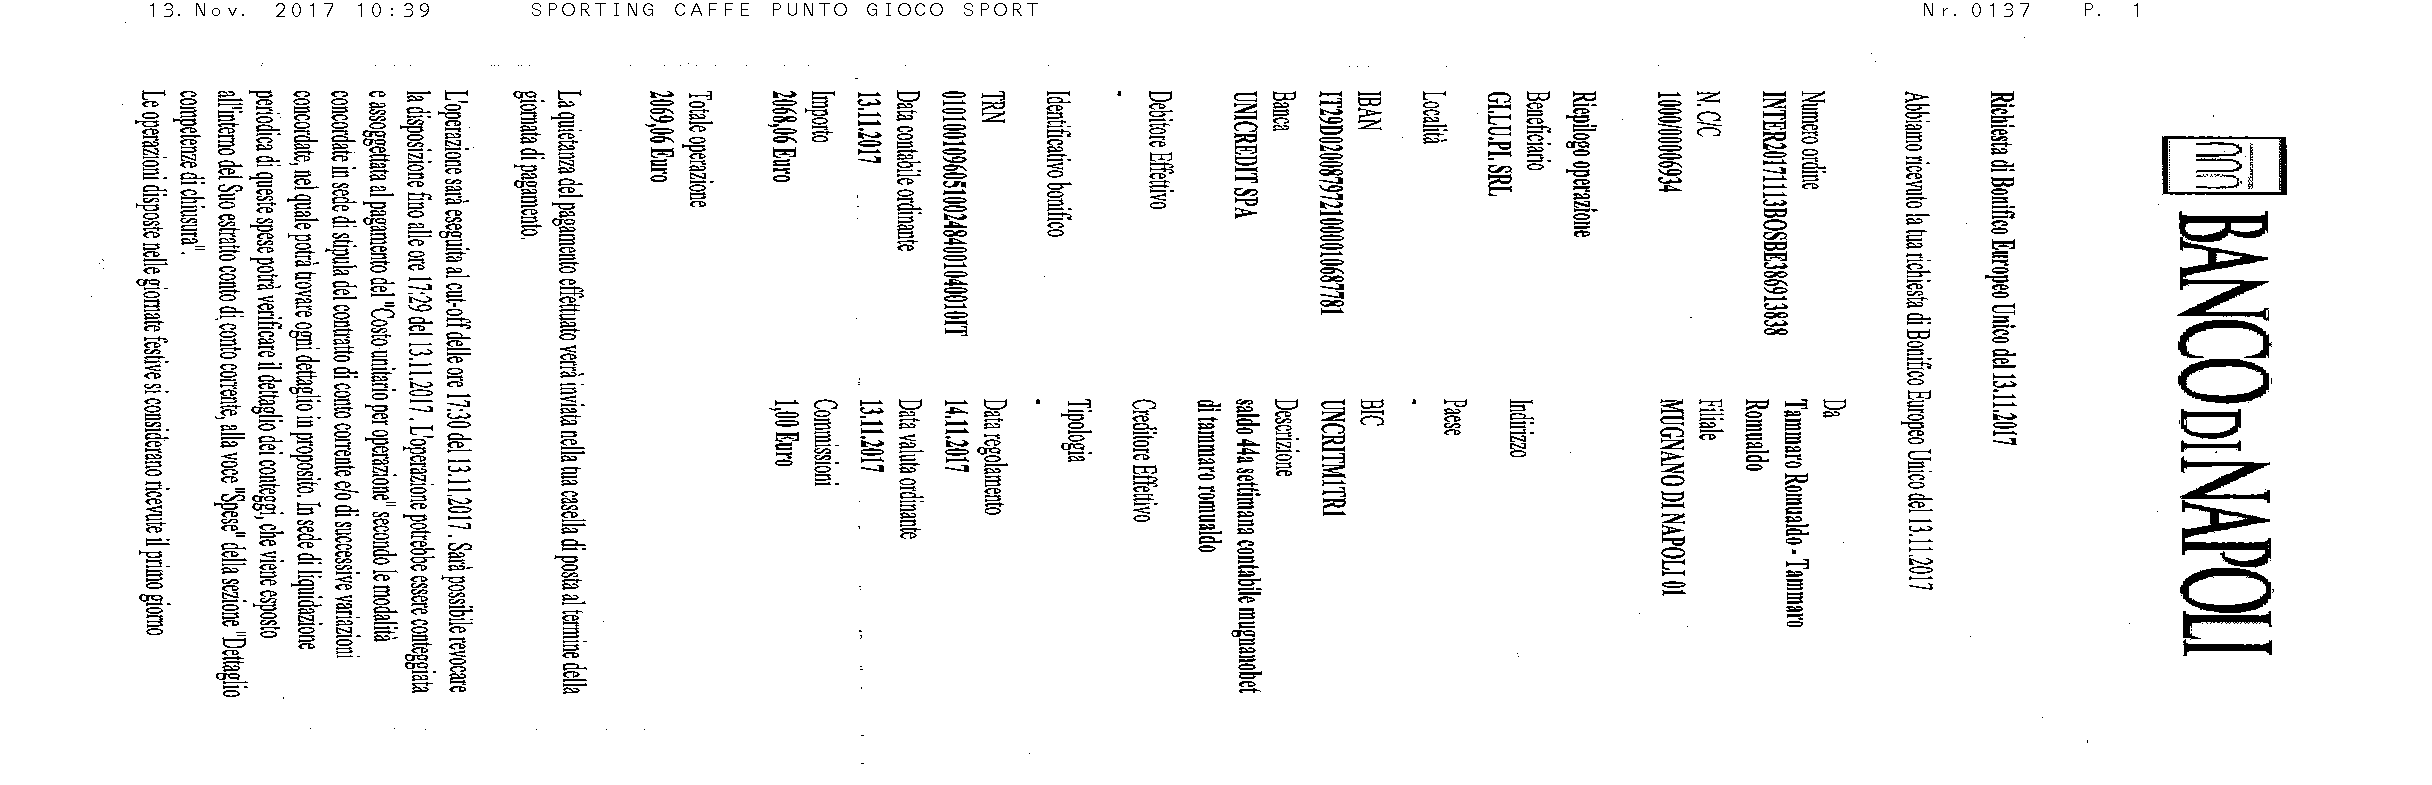 13. Nov. 2017 10:39 SPORTING CAFFE PUNTO GIOCO SPORT Nr. 0137 P. 1
BANCO DI NAPOLI
Richiesta di Bonifico Europeo Unico del 13.11.2017
Abbiamo ricevuto la tua richiesta di Bonifico Europeo Unico del 13.11.2017
Numero ordine
INTER20171113BOSBE38691 3838
Da
Tammaro Romualdo - Tammaro
Romualdo
N. C/C
1000/00006934
Filiale
MUGNANO DI NAPOLI 01
Riepilogo operazione
Beneficiario
GI.LU.PI. SRL
Indirizzo
Località
Paese
-
IBAN
IT29D0200879721000010687781
BIC
UNCRITM1TR1
Banca
UNICREDIT SPA
Descrizione
saldo 44a settimana contabile mugnanobet
di tammaro romualdo
Debitore Effettivo
-
Creditore Effettivo
Identificativo bonifico
Tipologia
-
TRN
0101001096051002484001040010IT
Data regolamento
14.11.2017
Data contabile ordinante
13.11.2017
Data valuta ordinante
13.11.2017
Importo
2068,06 Euro
Commissioni
1,00 Euro
Totale operazione
2069,06 Euro
La quietanza del pagamento effettuato verrà inviata nella tua casella di posta al termine della
giornata di pagamento.
L'operazione sarà eseguita al cut-off delle ore 17:30 del 13.11.2017 . Sarà possibile revocare
la disposizione fino alle ore 17:29 del 13.11.2017. L'operazione potrebbe essere conteggiata
e assoggettata al pagamento del "Costo unitario per operazione" secondo le modalità
concordate in sede di stipula del contratto di conto corrente e/o di successive variazioni
concordate, nel quale potrà trovare ogni dettaglio in proposito. In sede di liquidazione
periodica di queste spese potrà verificare il dettaglio dei conteggi, che viene esposto
all'interno del Suo estratto conto di conto corrente, alla voce "Spese" della sezione "Dettaglio
competenze di chiusura".
Le operazioni disposte nelle giornate festive si considerano ricevute il primo giorno